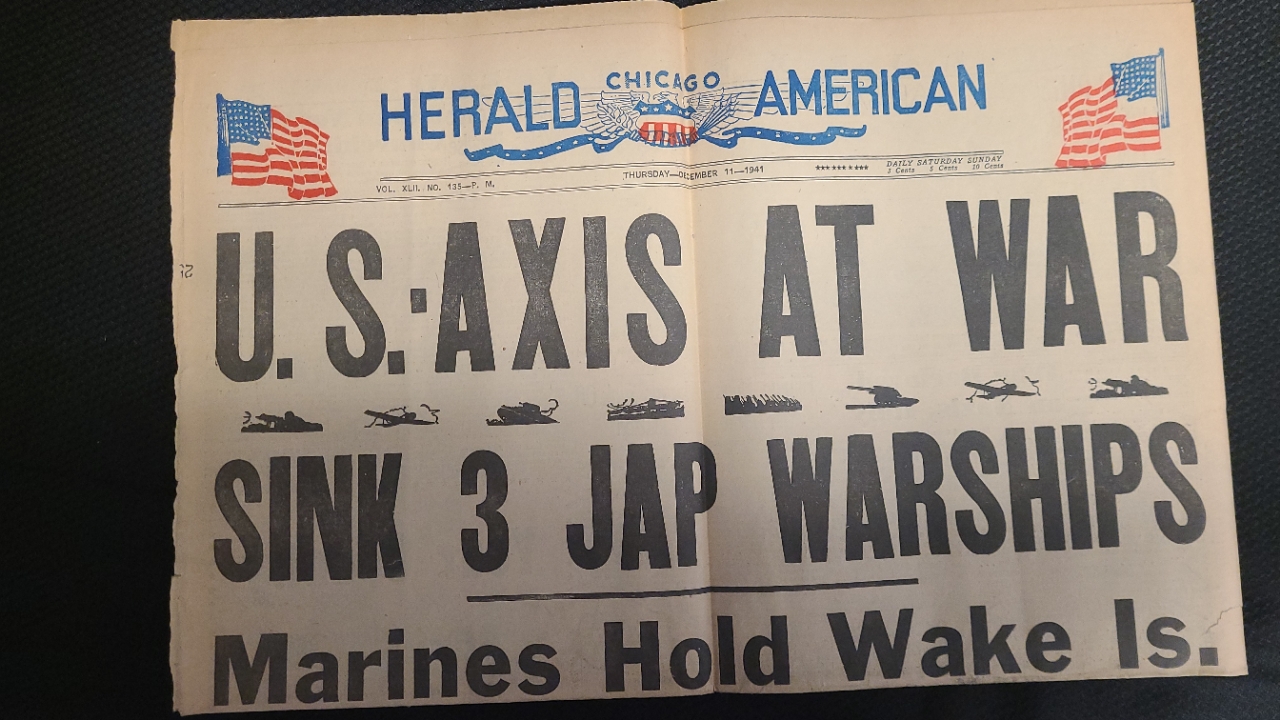 CHICAGO
HERALD AMERICAN
DAILY SATURDAY SUNDAY
VOL. XLII. NO. 135—P. M. THURSDAY—DECEMBER 11—1941 ********** 3 Cents 5 Cents 10 Cents
U. S.:AXIS AT WAR
SINK 3 JAP WARSHIPS
Marines Hold Wake Is.
21